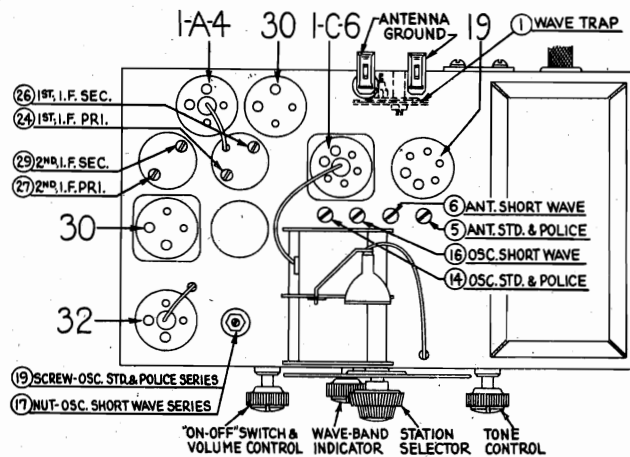 1-A-4
30
1-C-6
ANTENNA
GROUND
19
1 WAVE TRAP
26 1ST, I.F. SEC.
24 1ST, I.F. PRI.
29 2ND, I.F. SEC.
27 2ND, I.F. PRI.
30
32
6 ANT. SHORT WAVE
5 ANT. STD. & POLICE
16 OSC. SHORT WAVE
14 OSC. STD. & POLICE
19 SCREW-OSC. STD. & POLICE SERIES
17 NUT-OSC. SHORT WAVE SERIES
"ON-OFF" SWITCH &
VOLUME CONTROL
WAVE-BAND
INDICATOR
STATION
SELECTOR
TONE
CONTROL